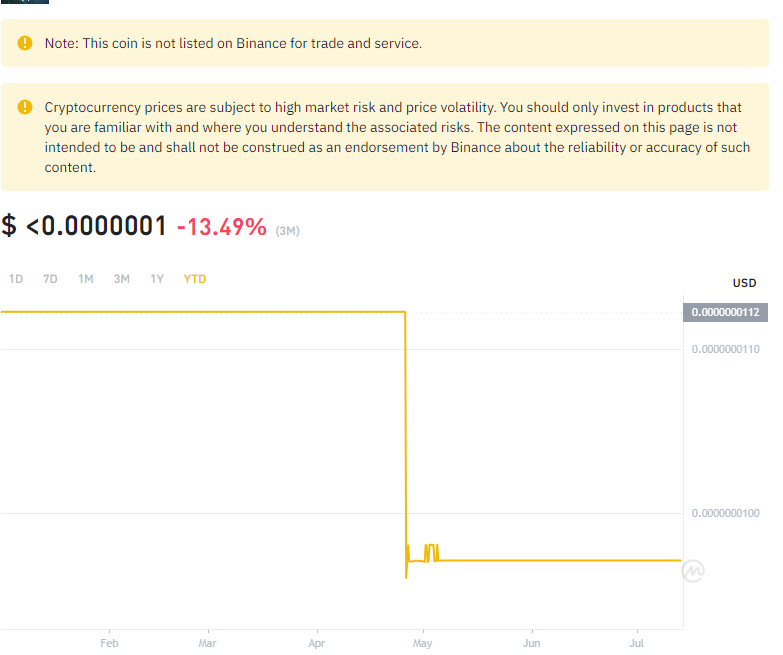 Note: This coin is not listed on Binance for trade and service.
Cryptocurrency prices are subject to high market risk and price volatility. You should only invest in products that
you are familiar with and where you understand the associated risks. The content expressed on this page is not
intended to be and shall not be construed as an endorsement by Binance about the reliability or accuracy of such
content.
$ <0.0000001 -13.49% (3M)
1D 7D 1M 3M 1Y YTD
USD
0.0000000112
0.0000000110
0.0000000100
Feb Mar Apr May Jun Jul